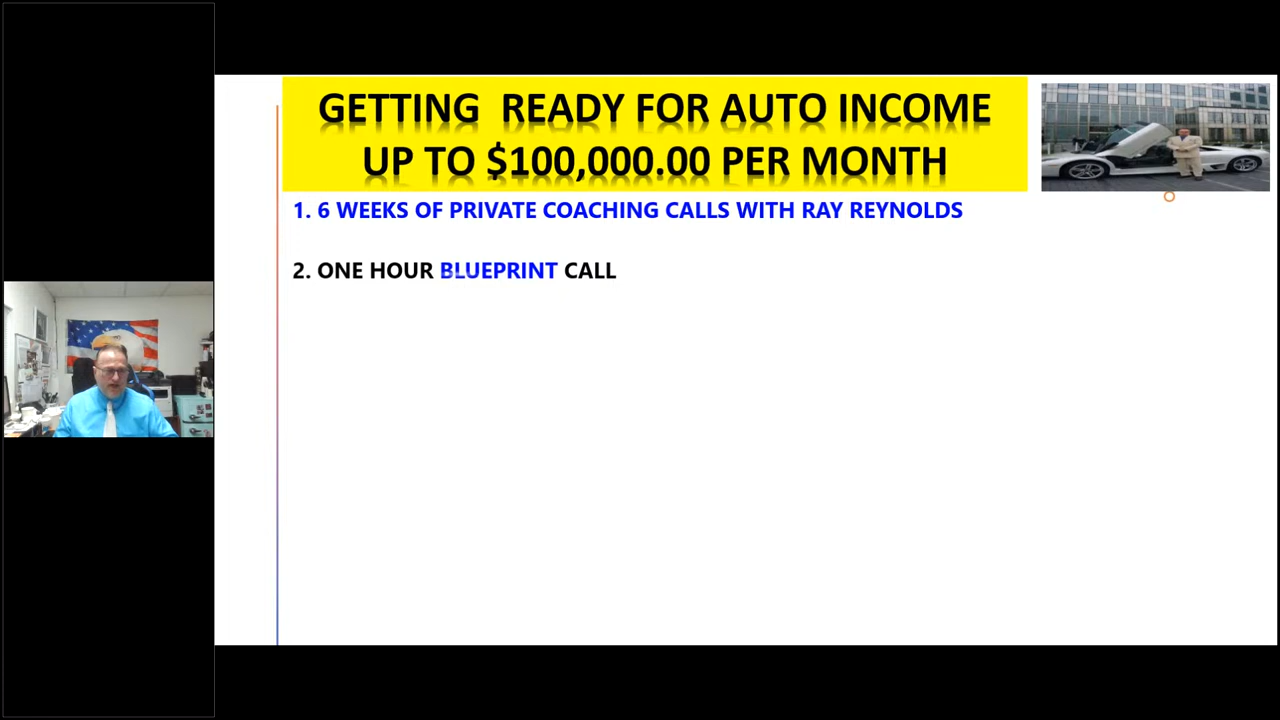 GETTING READY FOR AUTO INCOME
UP TO $100,000.00 PER MONTH
1. 6 WEEKS OF PRIVATE COACHING CALLS WITH RAY REYNOLDS
2. ONE HOUR BLUEPRINT CALL